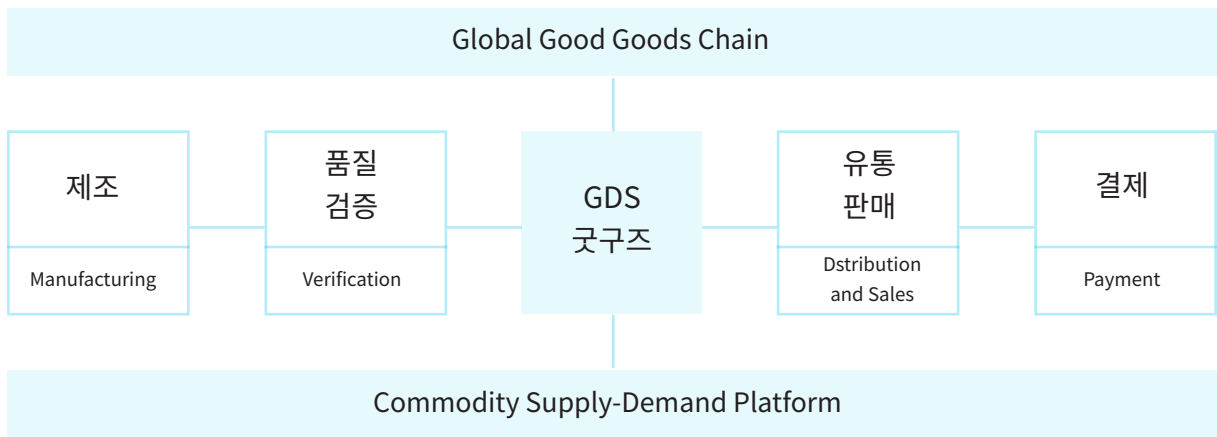 Global Good Goods Chain
제조
Manufacturing
품질
검증
Verification
GDS
굿구즈
유통
판매
Dstribution
and Sales
결제
Payment
Commodity Supply-Demand Platform